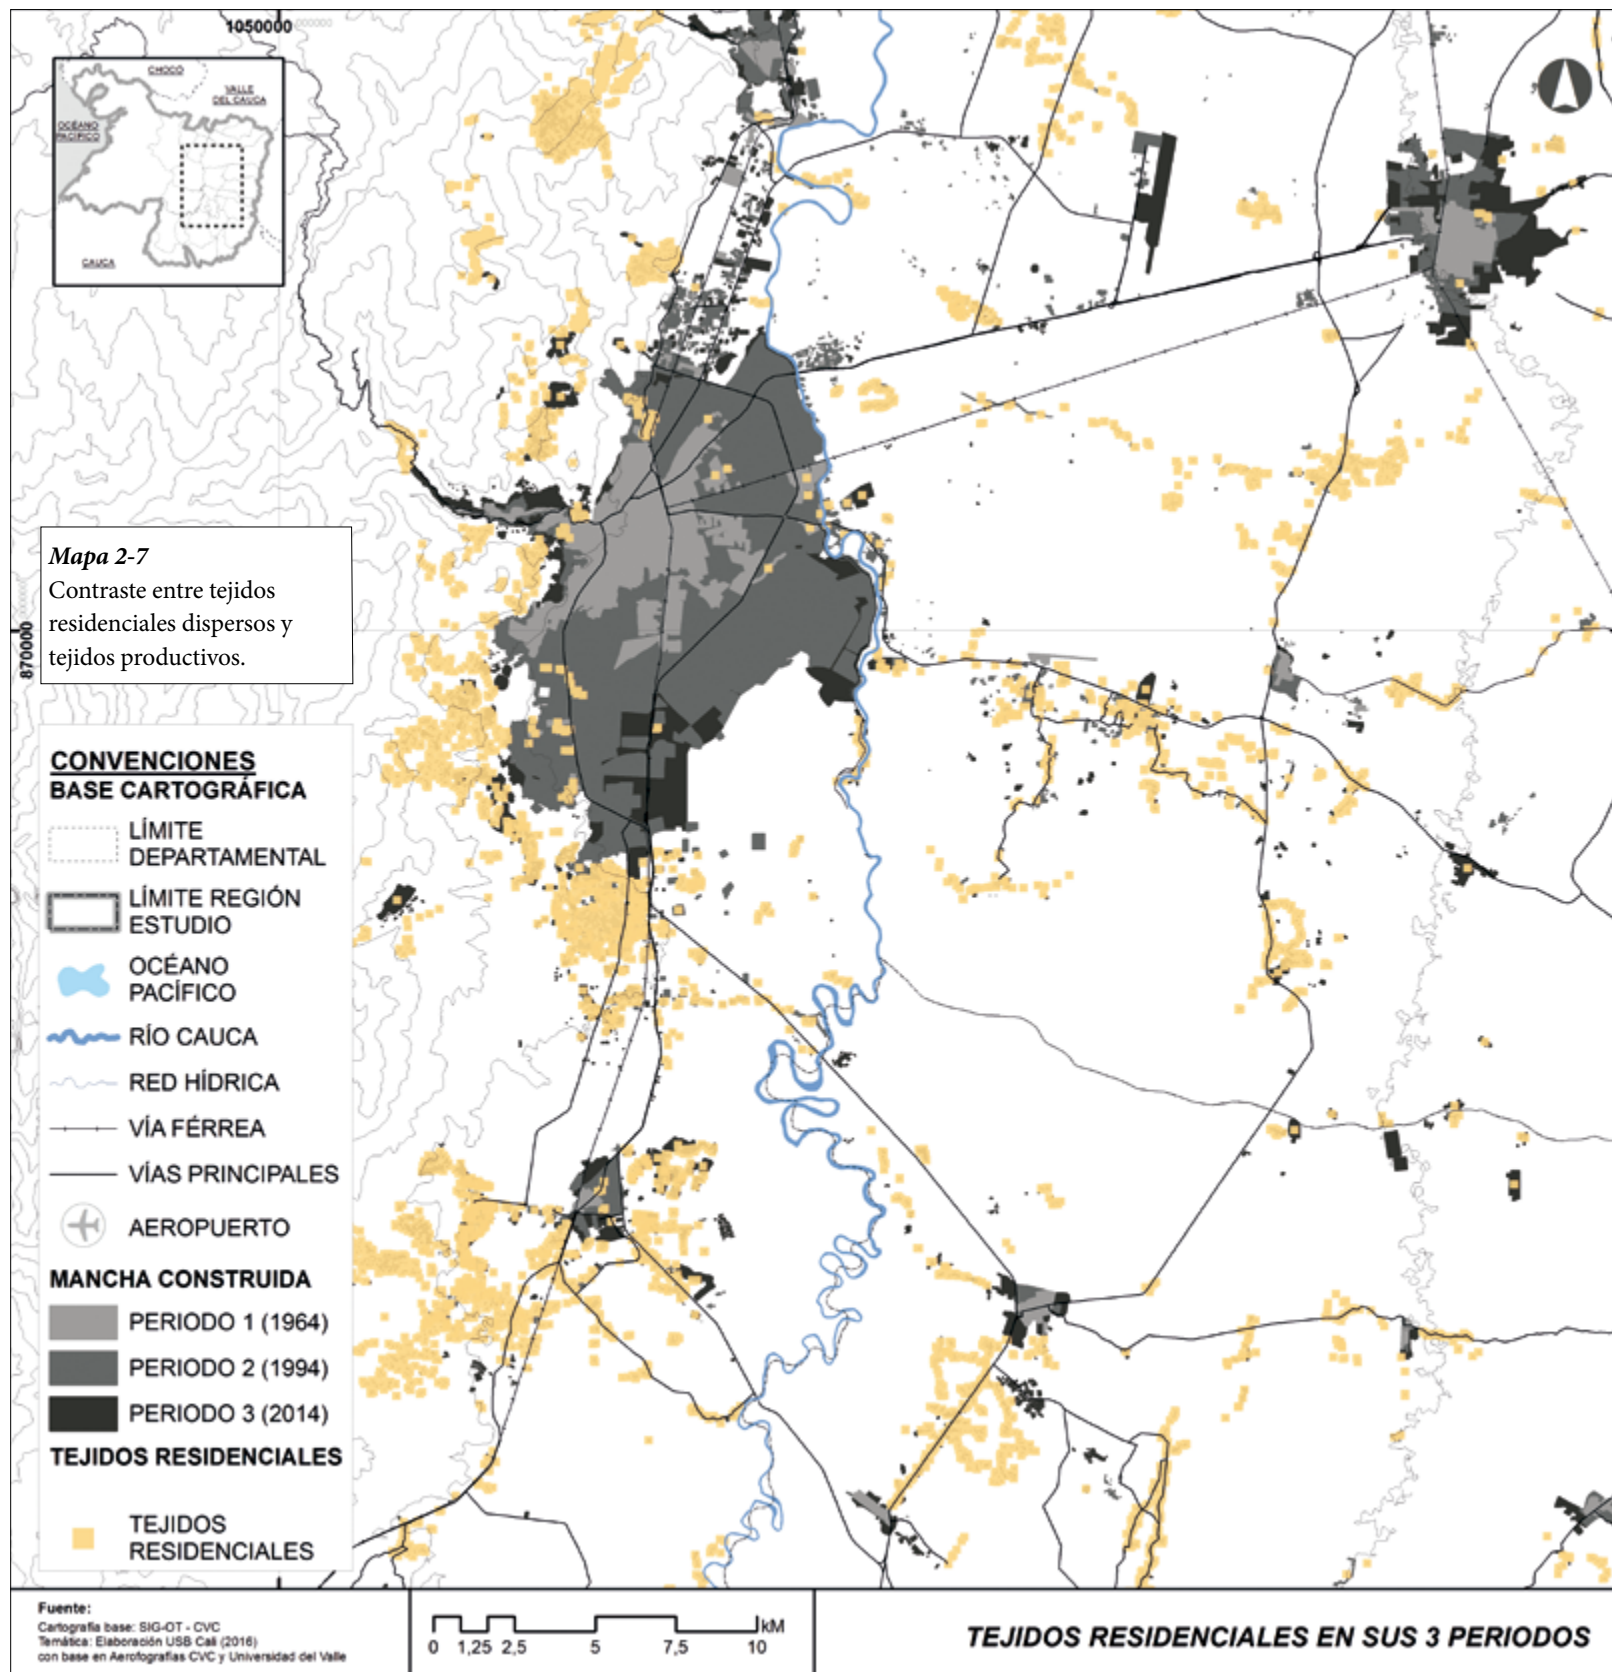 1050000
CHOCÓ
VALLE
DEL CAUCA
OCÉANO
PACÍFICO
CAUCA
Mapa 2-7
Contraste entre tejidos
residenciales dispersos y
tejidos productivos.
870000
CONVENCIONES
BASE CARTOGRÁFICA
LÍMITE
DEPARTAMENTAL
LÍMITE REGIÓN
ESTUDIO
OCÉANO
PACÍFICO
RÍO CAUCA
RED HÍDRICA
VÍA FÉRREA
VÍAS PRINCIPALES
AEROPUERTO
MANCHA CONSTRUIDA
PERIODO 1 (1964)
PERIODO 2 (1994)
PERIODO 3 (2014)
TEJIDOS RESIDENCIALES
TEJIDOS
RESIDENCIALES
Fuente:
Cartografía base: SIG-OT - CVC
Temática: Elaboración USB Cali (2016)
con base en Aerofografías CVC y Universidad del Valle
0 1,25 2,5 5 7,5 10 kM
TEJIDOS RESIDENCIALES EN SUS 3 PERIODOS